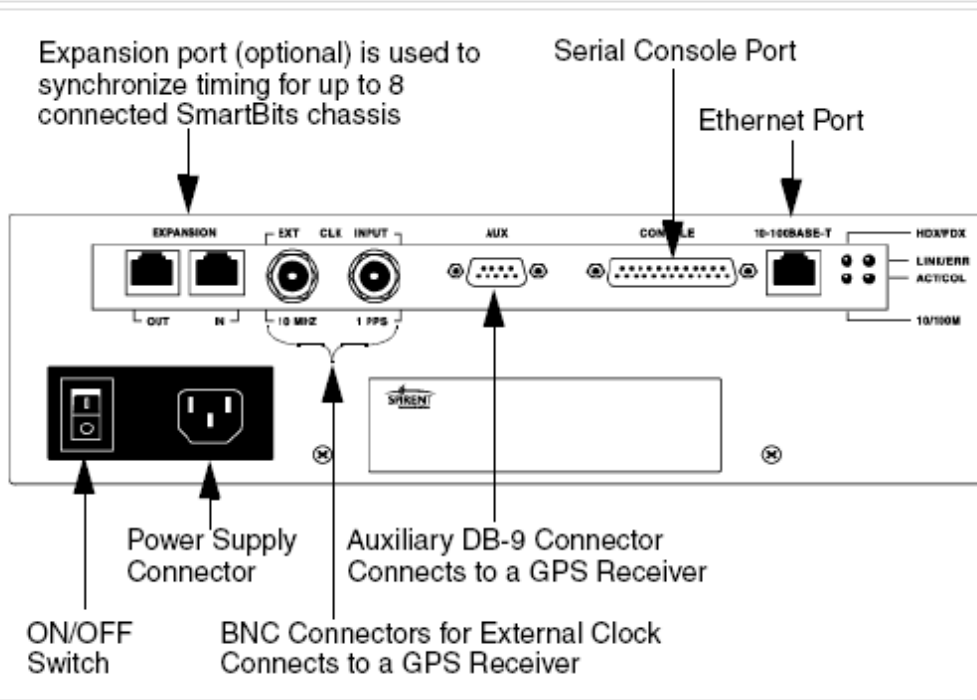 Expansion port (optional) is used to
synchronize timing for up to 8
connected SmartBits chassis
Serial Console Port
Ethernet Port
EXPANSION
EXT CLK INPUT
AUX
10-100BASE-T
HDX/FDX
LINK/ERR
ACT/COL
10/100M
OUT IN
10 MHZ 1 PPS
SPIRENT
Power Supply
Connector
Auxiliary DB-9 Connector
Connects to a GPS Receiver
ON/OFF
Switch
BNC Connectors for External Clock
Connects to a GPS Receiver